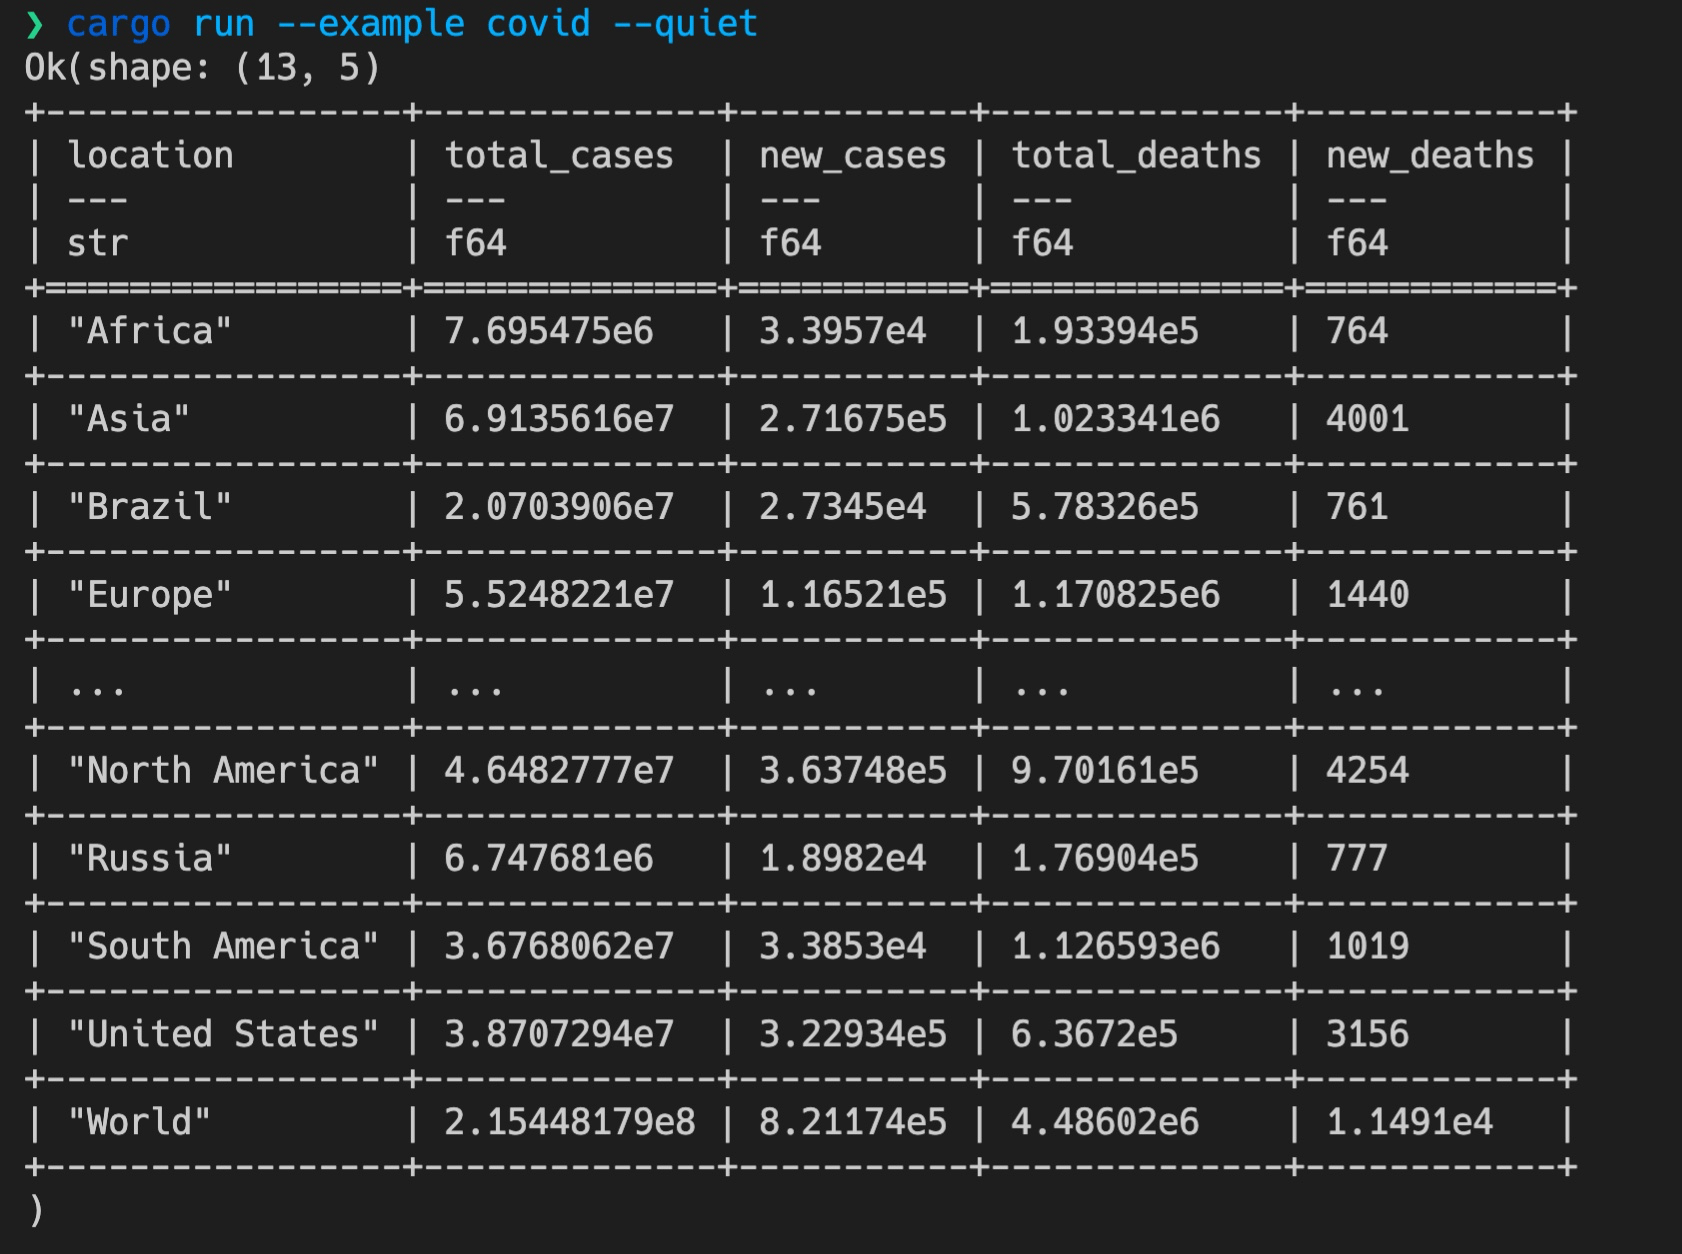 ❯ cargo run --example covid --quiet
Ok(shape: (13, 5)
+-----------------+--------------+-----------+--------------+------------+
| location        | total_cases  | new_cases | total_deaths | new_deaths |
| ---             | ---          | ---       | ---          | ---        |
| str             | f64          | f64       | f64          | f64        |
+=================+==============+===========+==============+============+
| "Africa"        | 7.695475e6   | 3.3957e4  | 1.93394e5    | 764        |
+-----------------+--------------+-----------+--------------+------------+
| "Asia"          | 6.9135616e7  | 2.71675e5 | 1.023341e6   | 4001       |
+-----------------+--------------+-----------+--------------+------------+
| "Brazil"        | 2.0703906e7  | 2.7345e4  | 5.78326e5    | 761        |
+-----------------+--------------+-----------+--------------+------------+
| "Europe"        | 5.5248221e7  | 1.16521e5 | 1.170825e6   | 1440       |
+-----------------+--------------+-----------+--------------+------------+
| ...             | ...          | ...       | ...          | ...        |
+-----------------+--------------+-----------+--------------+------------+
| "North America" | 4.6482777e7  | 3.63748e5 | 9.70161e5    | 4254       |
+-----------------+--------------+-----------+--------------+------------+
| "Russia"        | 6.747681e6   | 1.8982e4  | 1.76904e5    | 777        |
+-----------------+--------------+-----------+--------------+------------+
| "South America" | 3.6768062e7  | 3.3853e4  | 1.126593e6   | 1019       |
+-----------------+--------------+-----------+--------------+------------+
| "United States" | 3.8707294e7  | 3.22934e5 | 6.3672e5     | 3156       |
+-----------------+--------------+-----------+--------------+------------+
| "World"         | 2.15448179e8 | 8.21174e5 | 4.48602e6    | 1.1491e4   |
+-----------------+--------------+-----------+--------------+------------+
)